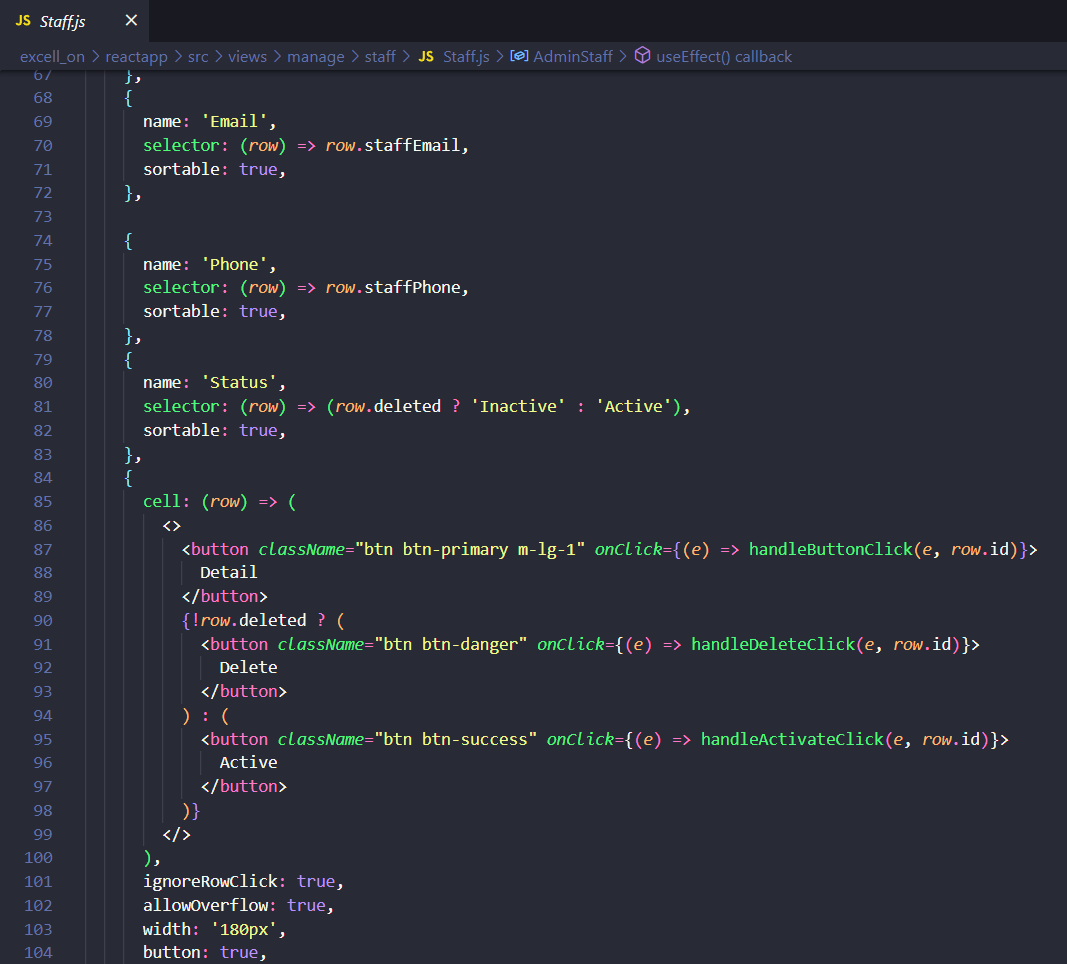 JS Staff.js ×
excell_on > reactapp > src > views > manage > staff > JS Staff.js > AdminStaff > useEffect() callback
67 },
68 {
69 name: 'Email',
70 selector: (row) => row.staffEmail,
71 sortable: true,
72 },
73
74 {
75 name: 'Phone',
76 selector: (row) => row.staffPhone,
77 sortable: true,
78 },
79 {
80 name: 'Status',
81 selector: (row) => (row.deleted ? 'Inactive' : 'Active'),
82 sortable: true,
83 },
84 {
85 cell: (row) => (
86 <>
87 <button className="btn btn-primary m-lg-1" onClick={(e) => handleButtonClick(e, row.id)}>
88 Detail
89 </button>
90 {!row.deleted ? (
91 <button className="btn btn-danger" onClick={(e) => handleDeleteClick(e, row.id)}>
92 Delete
93 </button>
94 ) : (
95 <button className="btn btn-success" onClick={(e) => handleActivateClick(e, row.id)}>
96 Active
97 </button>
98 )}
99 </>
100 ),
101 ignoreRowClick: true,
102 allowOverflow: true,
103 width: '180px',
104 button: true,